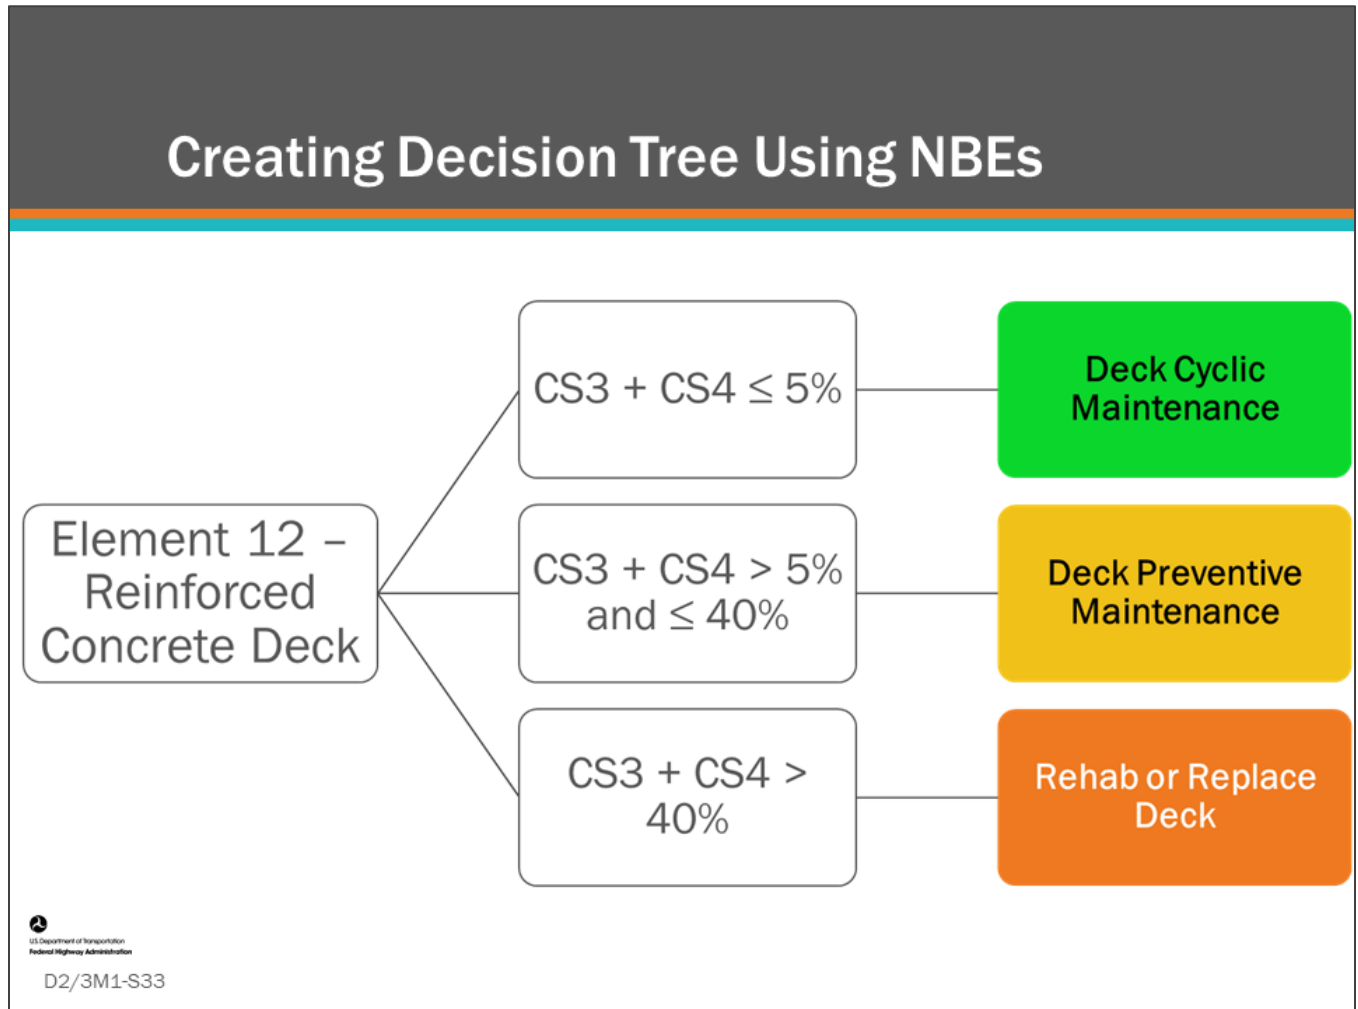 Creating Decision Tree Using NBEs
Element 12 –
Reinforced
Concrete Deck
CS3 + CS4 ≤ 5%
Deck Cyclic
Maintenance
CS3 + CS4 > 5%
and ≤ 40%
Deck Preventive
Maintenance
CS3 + CS4 >
40%
Rehab or Replace
Deck
U.S. Department of Transportation
Federal Highway Administration
D2/3M1-S33